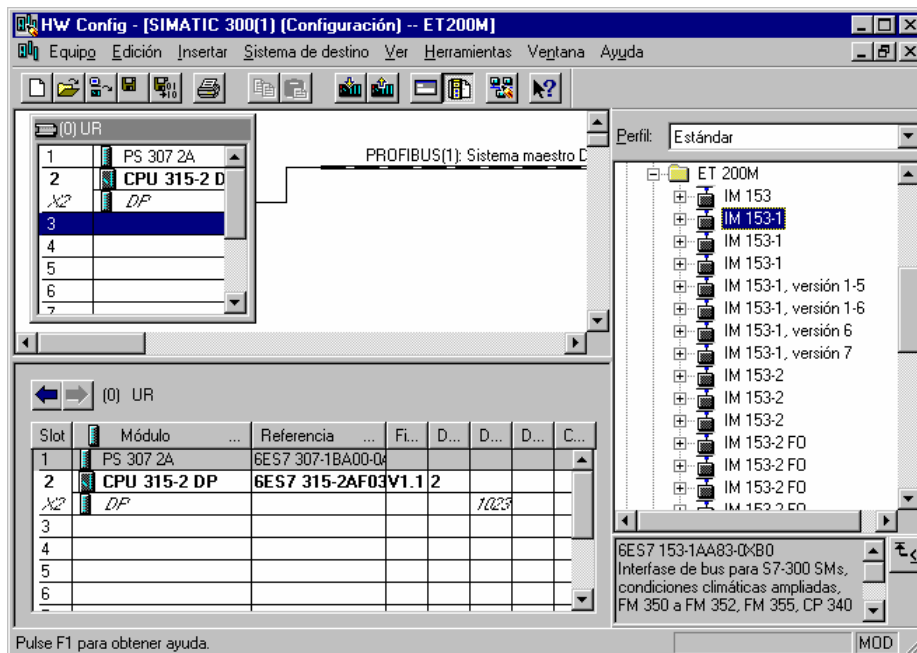 HW Config - [SIMATIC 300(1) (Configuración) -- ET200M]
Equipo Edición Insertar Sistema de destino Ver Herramientas Ventana Ayuda
(0) UR
1 PS 307 2A
2 CPU 315-2 D
X2 DP
3
4
5
6
7
PROFIBUS(1): Sistema maestro D
Perfil: Estándar
ET 200M
IM 153
IM 153-1
IM 153-1
IM 153-1
IM 153-1, versión 1-5
IM 153-1, versión 1-6
IM 153-1, versión 6
IM 153-1, versión 7
IM 153-2
IM 153-2
IM 153-2
IM 153-2 FO
IM 153-2 FO
IM 153-2 FO
IM 153-2 FO
(0) UR
Slot Módulo ... Referencia ... Fi... D... D... D... C...
1 PS 307 2A 6ES7 307-1BA00-0A
2 CPU 315-2 DP 6ES7 315-2AF03 V1.1 2
X2 DP 1023
3
4
5
6
6ES7 153-1AA83-0XB0
Interfase de bus para S7-300 SMs,
condiciones climáticas ampliadas,
FM 350 a FM 352, FM 355, CP 340
Pulse F1 para obtener ayuda.
MOD